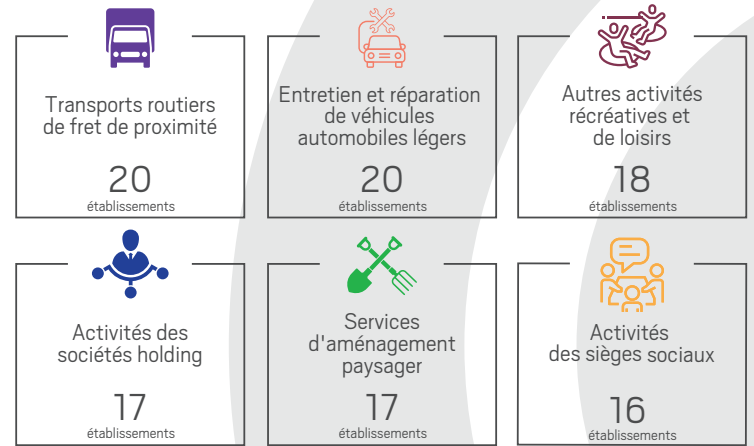 Transports routiers
de fret de proximité
20
établissements
Entretien et réparation
de véhicules
automobiles légers
20
établissements
Autres activités
récréatives et
de loisirs
18
établissements
Activités des
sociétés holding
17
établissements
Services
d'aménagement
paysager
17
établissements
Activités
des sièges sociaux
16
établissements